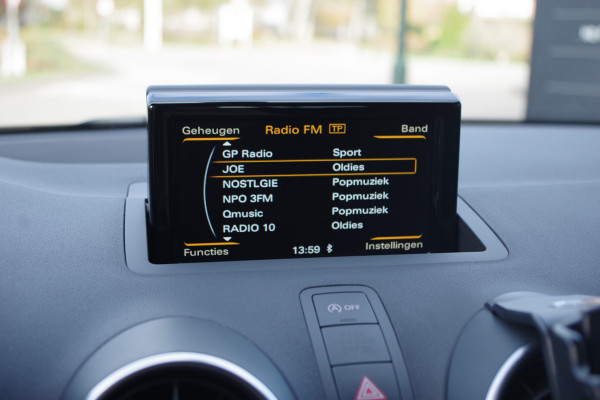 Geheugen Radio FM TP Band
GP Radio Sport
JOE Oldies
NOSTLGIE Popmuziek
NPO 3FM Popmuziek
Qmusic Popmuziek
RADIO 10 Oldies
Functies 13:59 Instellingen
A OFF